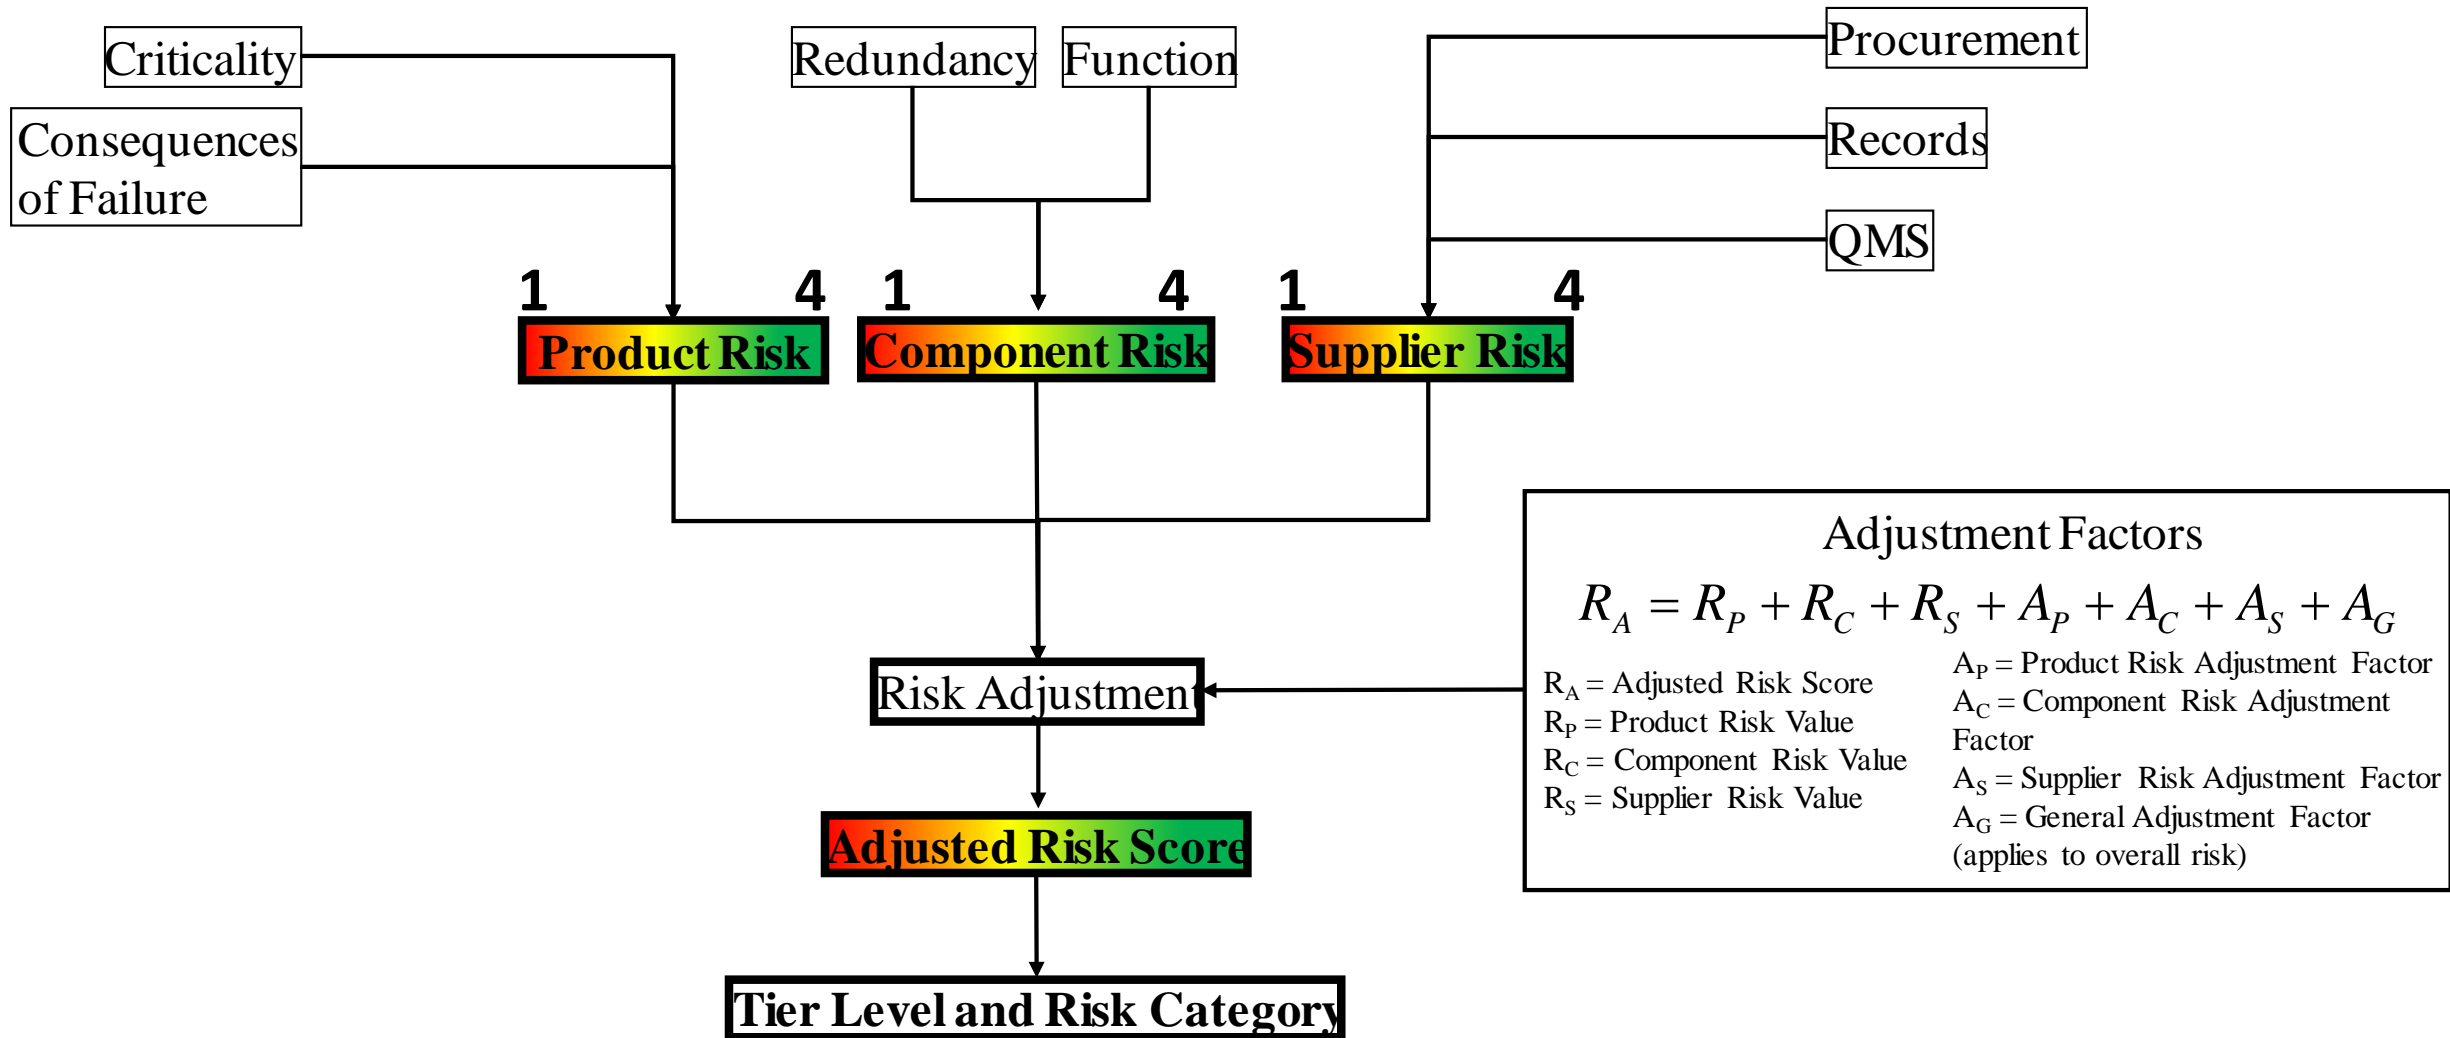 Criticality
Consequences
of Failure
Redundancy
Function
Procurement
Records
QMS
1 4
Product Risk
1 4
Component Risk
1 4
Supplier Risk
Adjustment Factors
R_A = R_P + R_C + R_S + A_P + A_C + A_S + A_G
R_A = Adjusted Risk Score
R_P = Product Risk Value
R_C = Component Risk Value
R_S = Supplier Risk Value
A_P = Product Risk Adjustment Factor
A_C = Component Risk Adjustment
Factor
A_S = Supplier Risk Adjustment Factor
A_G = General Adjustment Factor
(applies to overall risk)
Risk Adjustment
Adjusted Risk Score
Tier Level and Risk Category